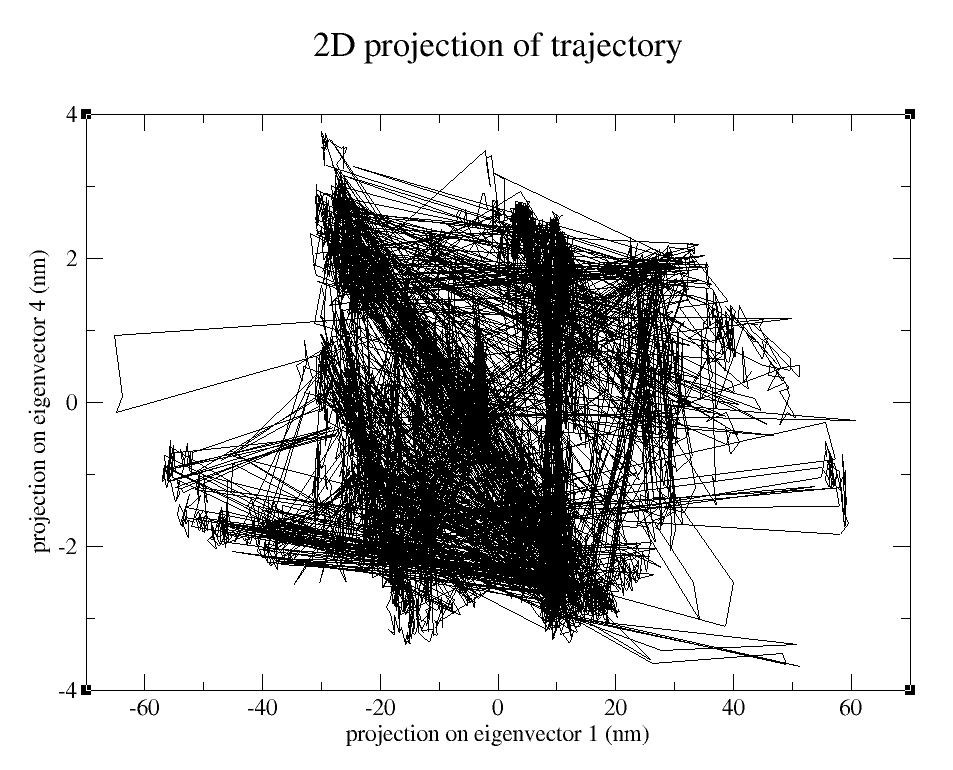 2D projection of trajectory
4
2
0
-2
-4
projection on eigenvector 4 (nm)
-60 -40 -20 0 20 40 60
projection on eigenvector 1 (nm)